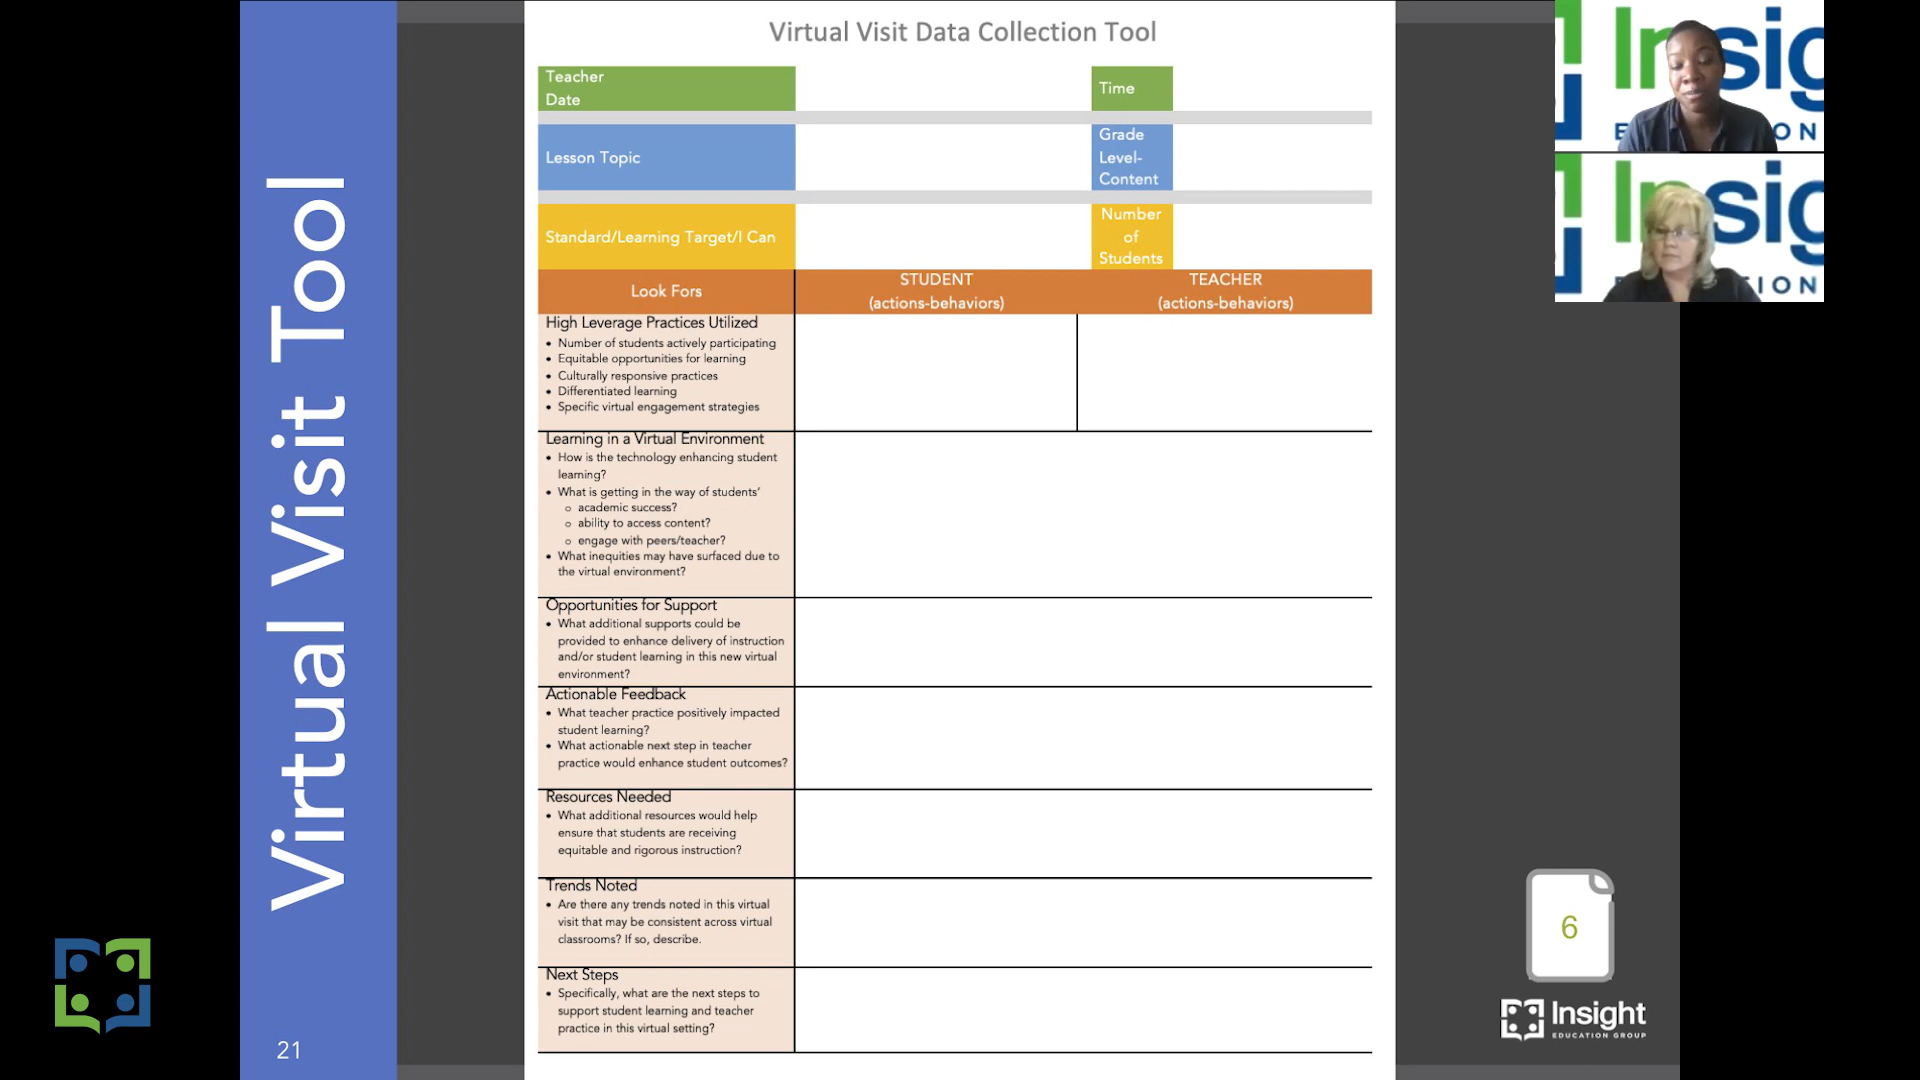 Virtual Visit Tool
21
Virtual Visit Data Collection Tool
Teacher
Date
Time
Lesson Topic
Grade
Level-
Content
Standard/Learning Target/I Can
Number
of
Students
Look Fors
STUDENT
(actions-behaviors)
TEACHER
(actions-behaviors)
High Leverage Practices Utilized
• Number of students actively participating
• Equitable opportunities for learning
• Culturally responsive practices
• Differentiated learning
• Specific virtual engagement strategies
Learning in a Virtual Environment
• How is the technology enhancing student
learning?
• What is getting in the way of students'
o academic success?
o ability to access content?
o engage with peers/teacher?
• What inequities may have surfaced due to
the virtual environment?
Opportunities for Support
• What additional supports could be
provided to enhance delivery of instruction
and/or student learning in this new virtual
environment?
Actionable Feedback
• What teacher practice positively impacted
student learning?
• What actionable next step in teacher
practice would enhance student outcomes?
Resources Needed
• What additional resources would help
ensure that students are receiving
equitable and rigorous instruction?
Trends Noted
• Are there any trends noted in this virtual
visit that may be consistent across virtual
classrooms? If so, describe.
Next Steps
• Specifically, what are the next steps to
support student learning and teacher
practice in this virtual setting?
6
Insight
EDUCATION GROUP